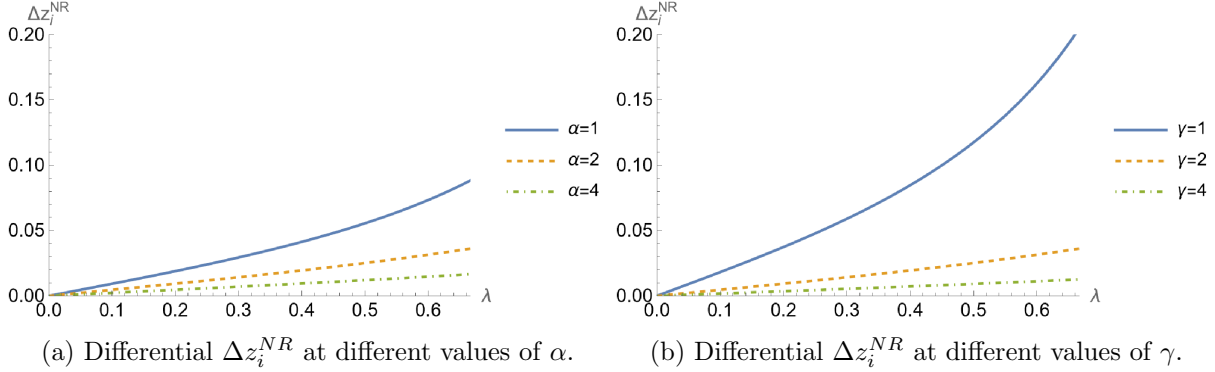 Δz_i^NR
0.20
0.15
0.10
0.05
0.00
0.0 0.1 0.2 0.3 0.4 0.5 0.6 λ
α=1
α=2
α=4
(a) Differential Δz_i^NR at different values of α.
Δz_i^NR
0.20
0.15
0.10
0.05
0.00
0.0 0.1 0.2 0.3 0.4 0.5 0.6 λ
γ=1
γ=2
γ=4
(b) Differential Δz_i^NR at different values of γ.